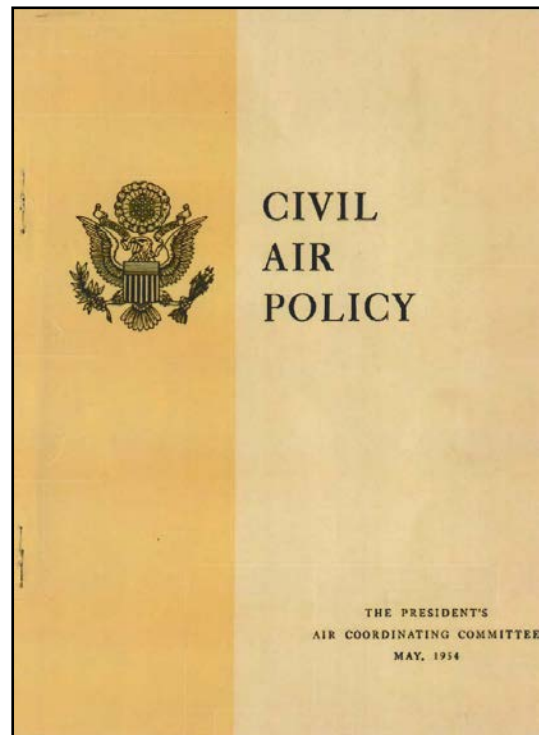 CIVIL
AIR
POLICY
THE PRESIDENT'S
AIR COORDINATING COMMITTEE
MAY, 1954